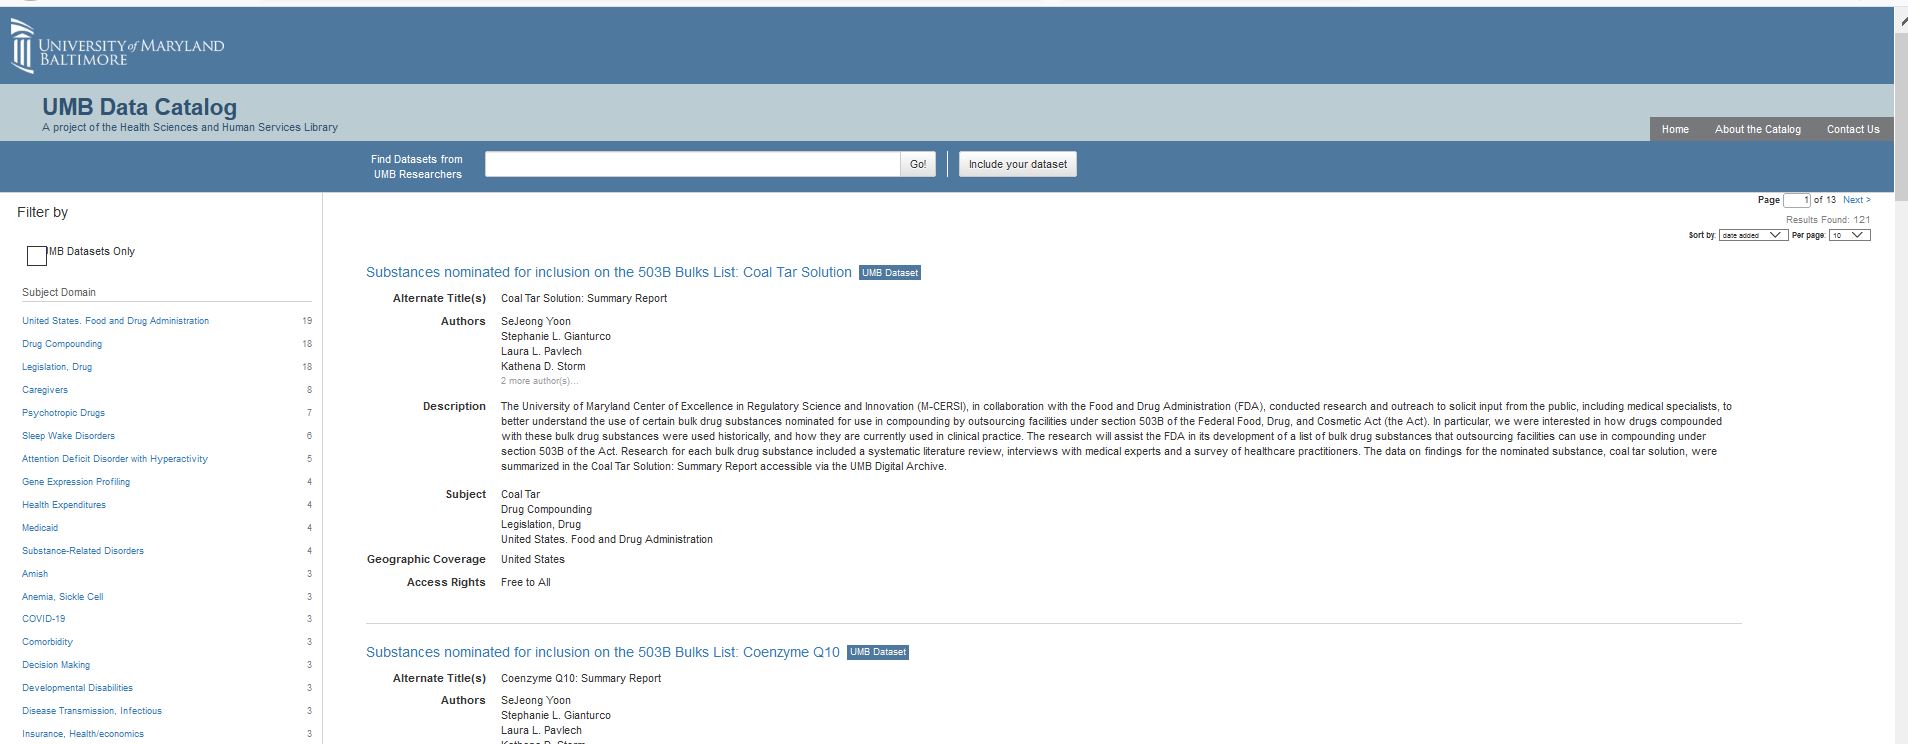 UNIVERSITY of MARYLAND
BALTIMORE
UMB Data Catalog
A project of the Health Sciences and Human Services Library
Home About the Catalog Contact Us
Find Datasets from
UMB Researchers
Go!
Include your dataset
Page 1 of 13 Next >
Results Found: 121
Sort by: date added Per page: 10
Filter by
MB Datasets Only
Subject Domain
United States. Food and Drug Administration 19
Drug Compounding 18
Legislation, Drug 18
Caregivers 8
Psychotropic Drugs 7
Sleep Wake Disorders 6
Attention Deficit Disorder with Hyperactivity 5
Gene Expression Profiling 4
Health Expenditures 4
Medicaid 4
Substance-Related Disorders 4
Amish 3
Anemia, Sickle Cell 3
COVID-19 3
Comorbidity 3
Decision Making 3
Developmental Disabilities 3
Disease Transmission, Infectious 3
Insurance, Health/economics 3
Substances nominated for inclusion on the 503B Bulks List: Coal Tar Solution UMB Dataset
Alternate Title(s) Coal Tar Solution: Summary Report
Authors SeJeong Yoon
Stephanie L. Gianturco
Laura L. Pavlech
Kathena D. Storm
2 more author(s)...
Description The University of Maryland Center of Excellence in Regulatory Science and Innovation (M-CERSI), in collaboration with the Food and Drug Administration (FDA), conducted research and outreach to solicit input from the public, including medical specialists, to
better understand the use of certain bulk drug substances nominated for use in compounding by outsourcing facilities under section 503B of the Federal Food, Drug, and Cosmetic Act (the Act). In particular, we were interested in how drugs compounded
with these bulk drug substances were used historically, and how they are currently used in clinical practice. The research will assist the FDA in its development of a list of bulk drug substances that outsourcing facilities can use in compounding under
section 503B of the Act. Research for each bulk drug substance included a systematic literature review, interviews with medical experts and a survey of healthcare practitioners. The data on findings for the nominated substance, coal tar solution, were
summarized in the Coal Tar Solution: Summary Report accessible via the UMB Digital Archive.
Subject Coal Tar
Drug Compounding
Legislation, Drug
United States. Food and Drug Administration
Geographic Coverage United States
Access Rights Free to All
Substances nominated for inclusion on the 503B Bulks List: Coenzyme Q10 UMB Dataset
Alternate Title(s) Coenzyme Q10: Summary Report
Authors SeJeong Yoon
Stephanie L. Gianturco
Laura L. Pavlech
Kathena D. Storm